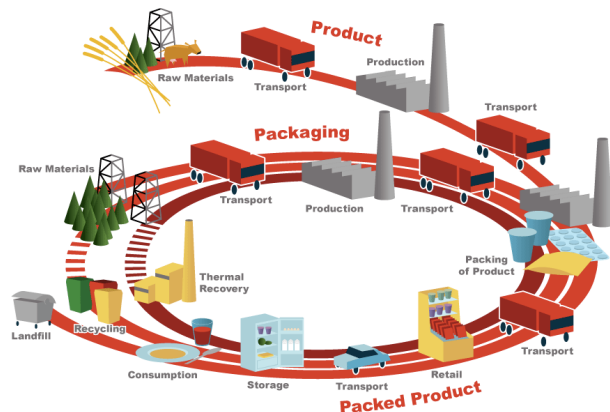 Product
Raw Materials
Transport
Production
Transport
Packaging
Raw Materials
Transport
Production
Transport
Packing
of Product
Thermal
Recovery
Landfill
Recycling
Consumption
Storage
Transport
Retail
Transport
Packed Product